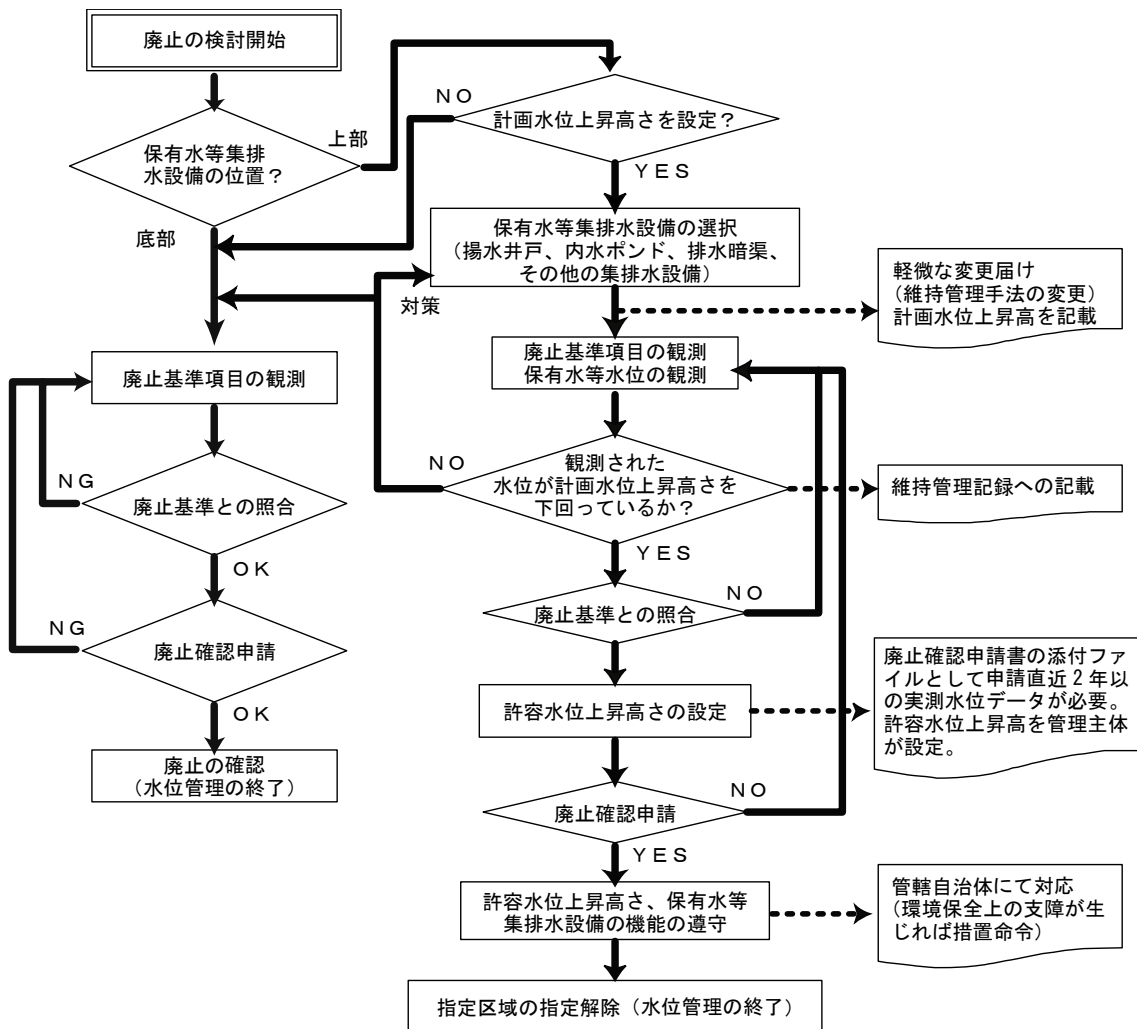 廃止の検討開始
保有水等集排
水設備の位置?
上部
底部
計画水位上昇高さを設定?
NO
YES
保有水等集排水設備の選択
(揚水井戸、内水ポンド、排水暗渠、
その他の集排水設備)
対策
軽微な変更届け
(維持管理手法の変更)
計画水位上昇高を記載
廃止基準項目の観測
保有水等水位の観測
廃止基準項目の観測
観測された
水位が計画水位上昇高さを
下回っているか?
NO
YES
維持管理記録への記載
NG
廃止基準との照合
OK
廃止基準との照合
NO
NG
廃止確認申請
OK
廃止の確認
(水位管理の終了)
許容水位上昇高さの設定
廃止確認申請書の添付ファ
イルとして申請直近2年以
の実測水位データが必要。
許容水位上昇高を管理主体
が設定。
廃止確認申請
NO
YES
許容水位上昇高さ、保有水等
集排水設備の機能の遵守
管轄自治体にて対応
(環境保全上の支障が生
じれば措置命令)
指定区域の指定解除(水位管理の終了)